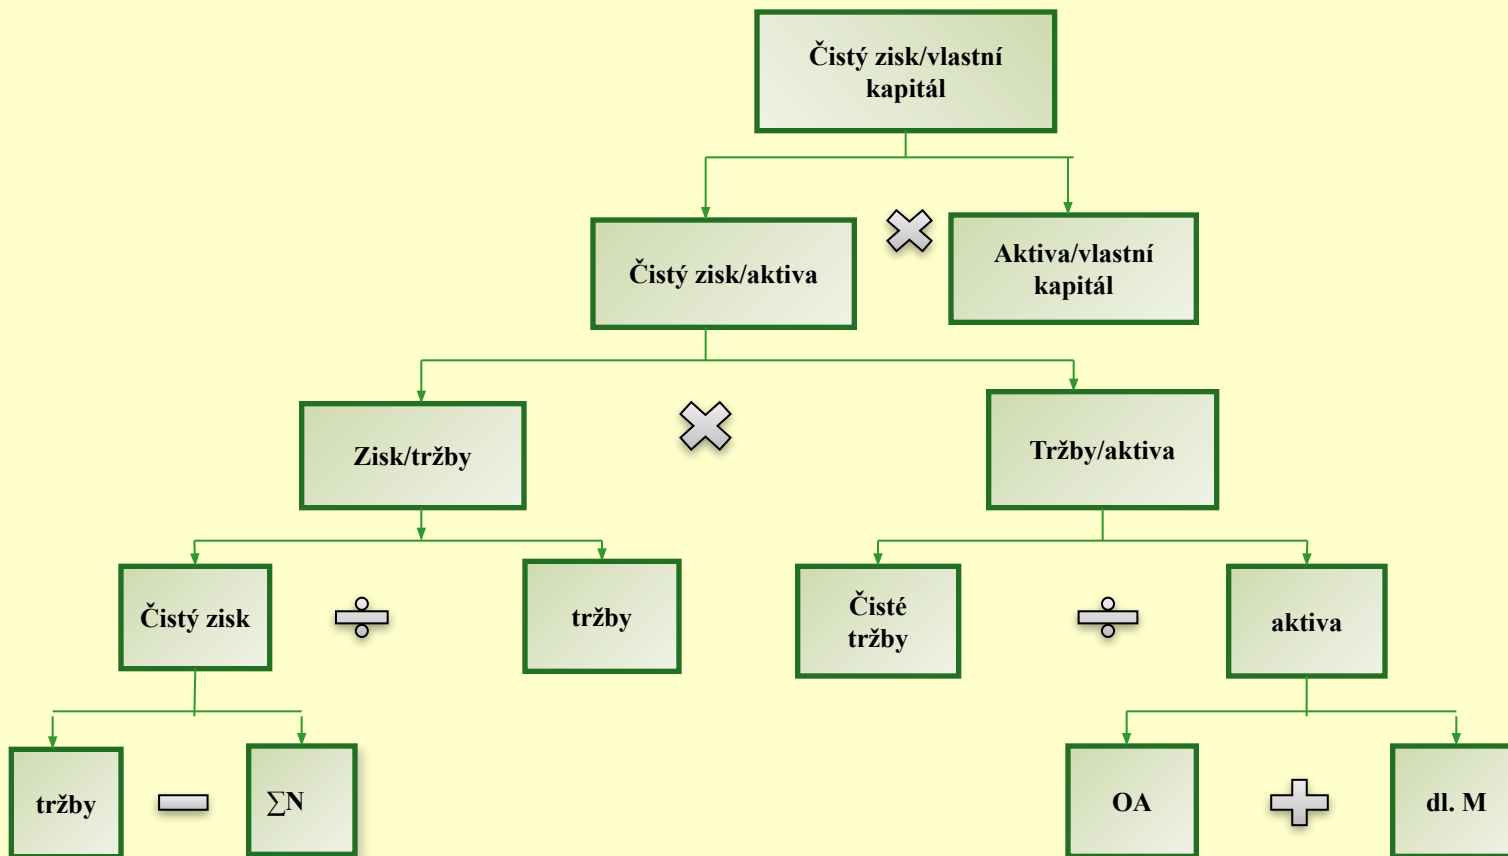 Čistý zisk/vlastní
kapitál
Čistý zisk/aktiva
Aktiva/vlastní
kapitál
Zisk/tržby
Tržby/aktiva
Čistý zisk
tržby
Čisté
tržby
aktiva
tržby
∑N
OA
dl. M